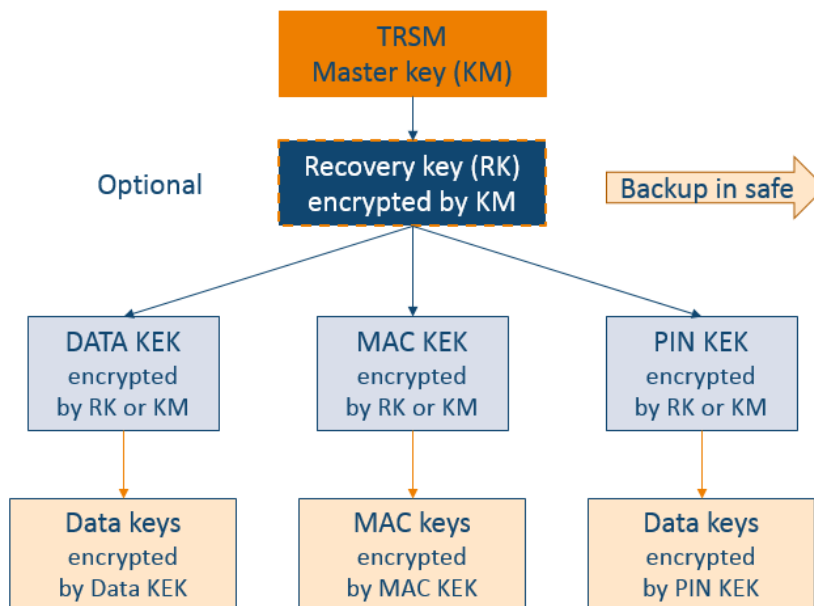 TRSM
Master key (KM)
Optional
Recovery key (RK)
encrypted by KM
Backup in safe
DATA KEK
encrypted
by RK or KM
MAC KEK
encrypted
by RK or KM
PIN KEK
encrypted
by RK or KM
Data keys
encrypted
by Data KEK
MAC keys
encrypted
by MAC KEK
Data keys
encrypted
by PIN KEK